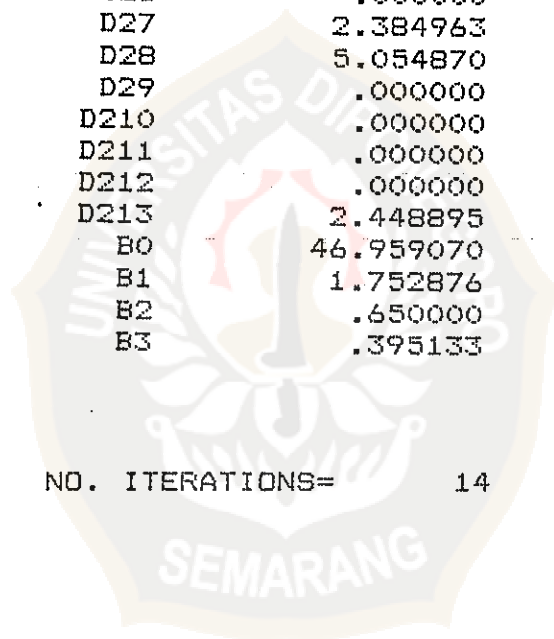 D27 2.384963
D28 5.054870
D29 .000000
D210 .000000
D211 .000000
D212 .000000
D213 2.448895
B0 46.959070
B1 1.752876
B2 .650000
B3 .395133
NO. ITERATIONS= 14
SEMARANG